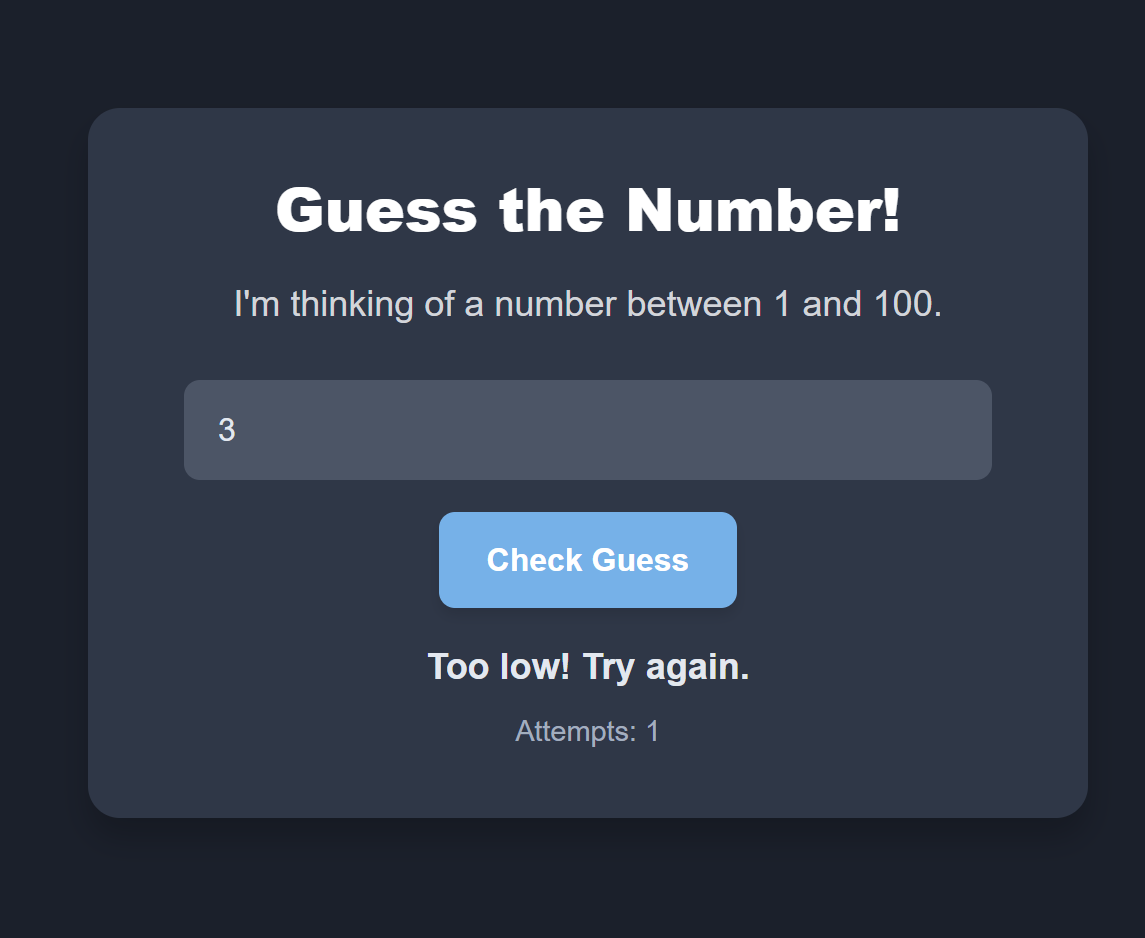 Guess the Number!
I'm thinking of a number between 1 and 100.
3
Check Guess
Too low! Try again.
Attempts: 1